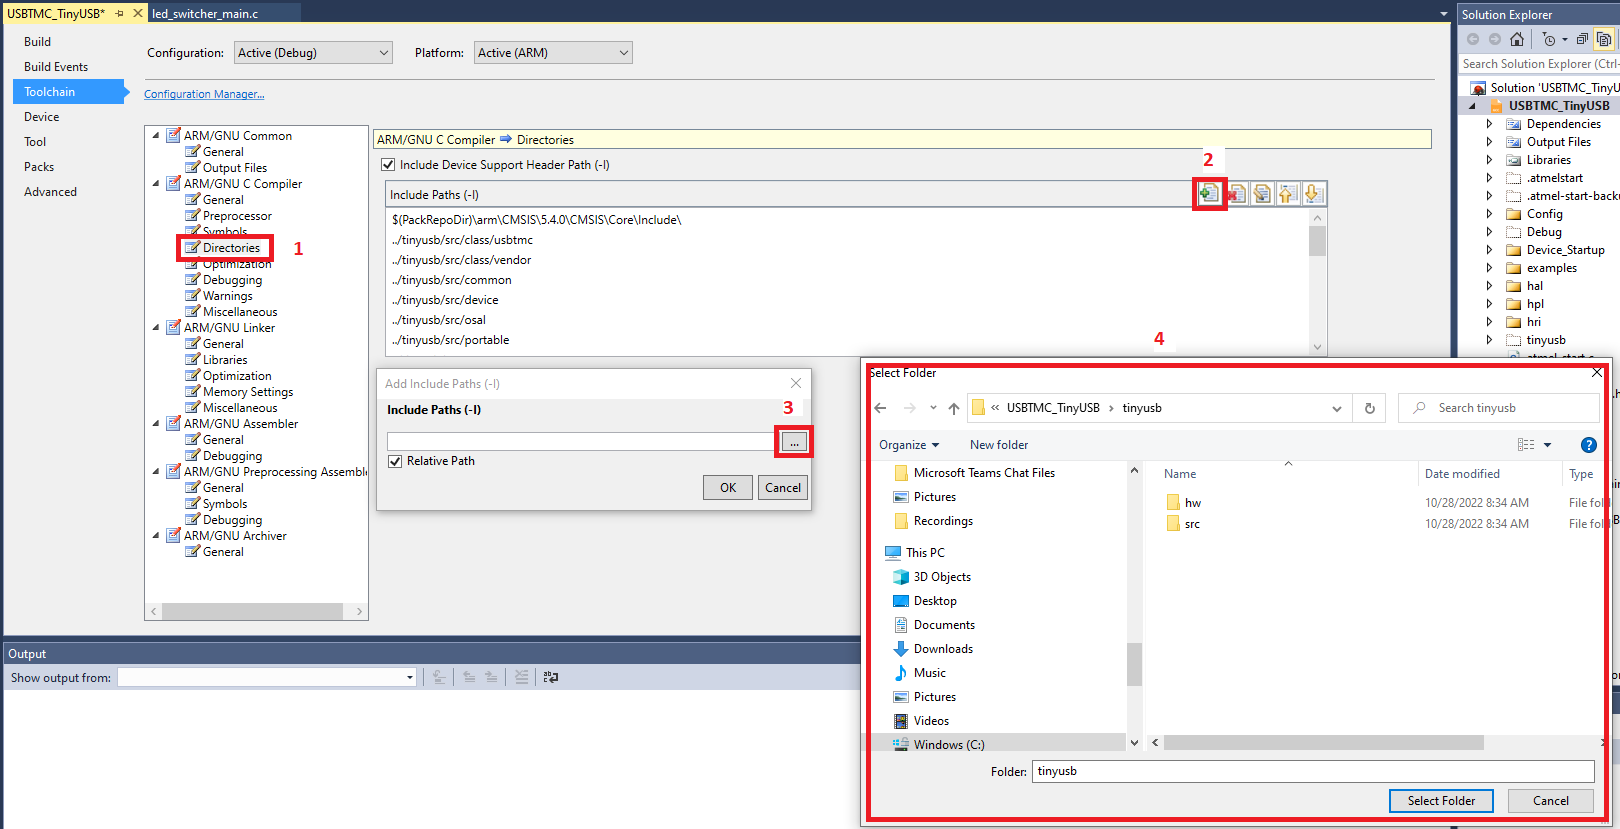 USBTMC_TinyUSB*
led_switcher_main.c
Build
Build Events
Toolchain
Device
Tool
Packs
Advanced
Configuration:
Active (Debug)
Platform:
Active (ARM)
Configuration Manager...
ARM/GNU Common
General
Output Files
ARM/GNU C Compiler
General
Preprocessor
Symbols
Directories
1
Optimization
Debugging
Warnings
Miscellaneous
ARM/GNU Linker
General
Libraries
Optimization
Memory Settings
Miscellaneous
ARM/GNU Assembler
General
Debugging
ARM/GNU Preprocessing Assemble
General
Symbols
Debugging
ARM/GNU Archiver
General
ARM/GNU C Compiler
Directories
Include Device Support Header Path (-I)
2
Include Paths (-I)
$(PackRepoDir)\arm\CMSIS\5.4.0\CMSIS\Core\Include\
../tinyusb/src/class/usbtmc
../tinyusb/src/class/vendor
../tinyusb/src/common
../tinyusb/src/device
../tinyusb/src/osal
../tinyusb/src/portable
4
Add Include Paths (-I)
Include Paths (-I)
3
...
Relative Path
OK
Cancel
Output
Show output from:
Solution Explorer
Search Solution Explorer (Ctrl-
Solution 'USBTMC_TinyU
USBTMC_TinyUSB
Dependencies
Output Files
Libraries
.atmelstart
.atmel-start-backu
Config
Debug
Device_Startup
examples
hal
hpl
hri
tinyusb
atmel_start.c
Select Folder
USBTMC_TinyUSB
tinyusb
Search tinyusb
Organize
New folder
Microsoft Teams Chat Files
Pictures
Recordings
This PC
3D Objects
Desktop
Documents
Downloads
Music
Pictures
Videos
Windows (C:)
Name
Date modified
Type
hw
10/28/2022 8:34 AM
File fol
src
10/28/2022 8:34 AM
File fol
Folder:
tinyusb
Select Folder
Cancel